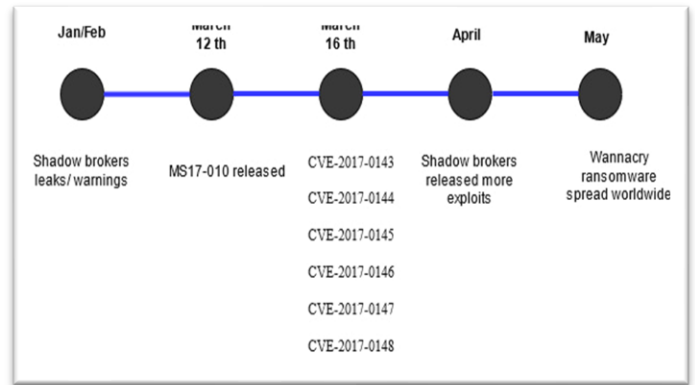 Jan/Feb
March
12 th
March
16 th
April
May
Shadow brokers
leaks/ warnings
MS17-010 released
CVE-2017-0143
CVE-2017-0144
CVE-2017-0145
CVE-2017-0146
CVE-2017-0147
CVE-2017-0148
Shadow brokers
released more
exploits
Wannacry
ransomware
spread worldwide